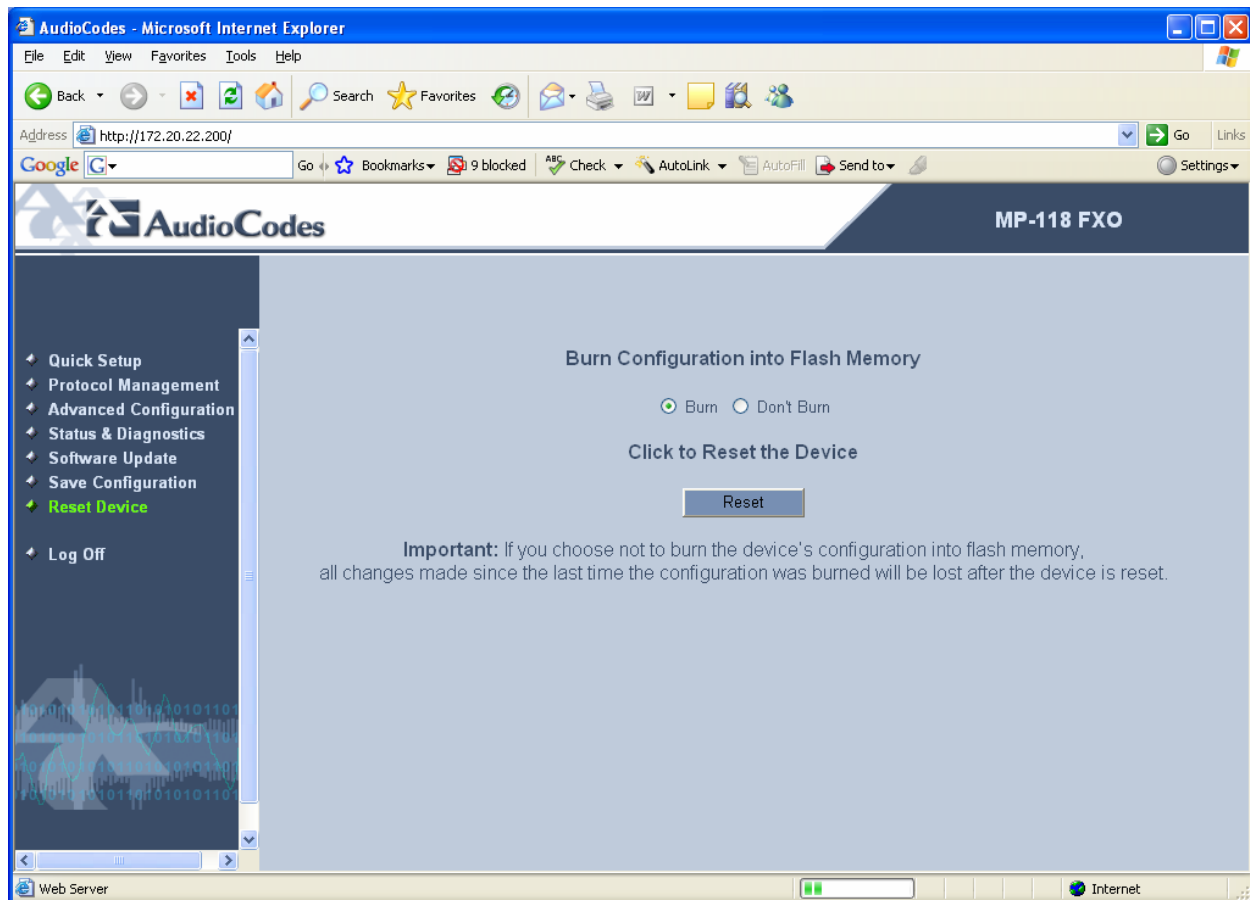 AudioCodes - Microsoft Internet Explorer
File Edit View Favorites Tools Help
Back Search Favorites
Address http://172.20.22.200/ Go Links
Google G Go Bookmarks 9 blocked ABC Check AutoLink AutoFill Send to Settings
AudioCodes MP-118 FXO
Quick Setup
Protocol Management
Advanced Configuration
Status & Diagnostics
Software Update
Save Configuration
Reset Device
Log Off
Burn Configuration into Flash Memory
Burn Don't Burn
Click to Reset the Device
Reset
Important: If you choose not to burn the device's configuration into flash memory,
all changes made since the last time the configuration was burned will be lost after the device is reset.
Web Server Internet